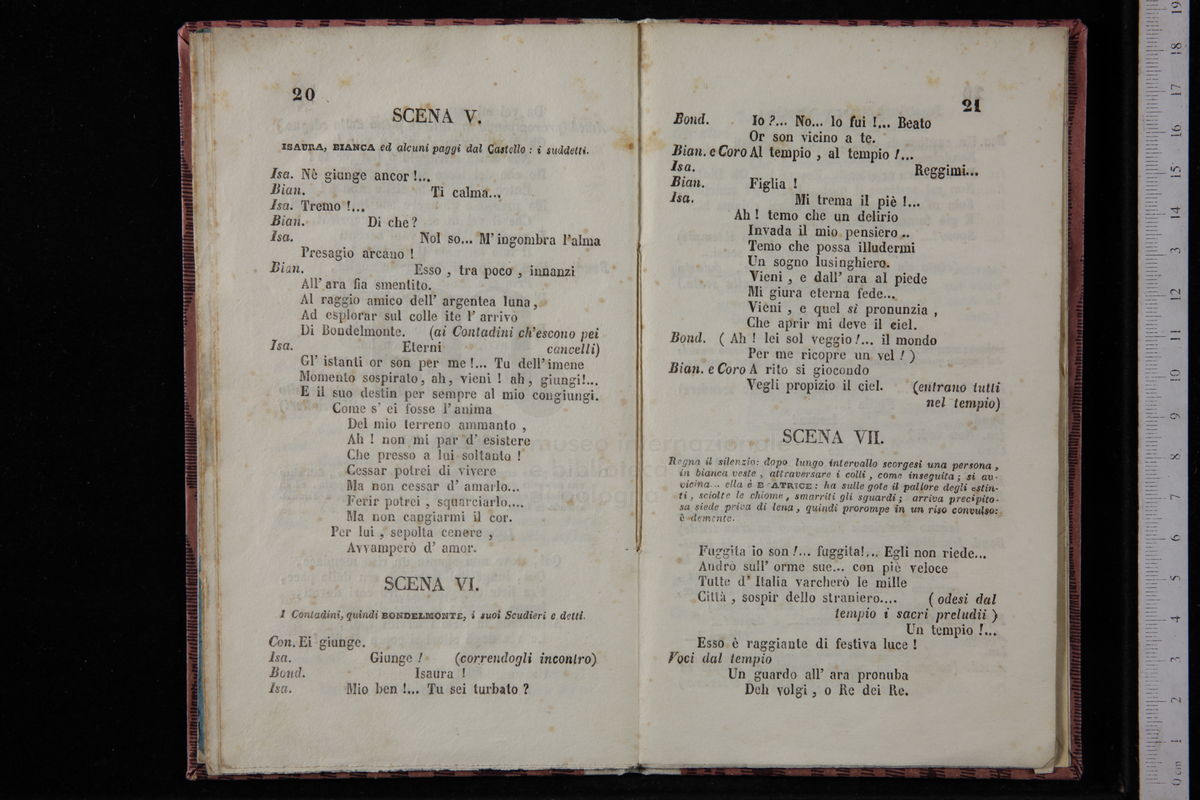 20
SCENA V.
ISAURA, BIANCA ed alcuni paggi dal Castello : i suddetti.
Isa. Nè giunge ancor !...
Bian. Ti calma...
Isa. Tremo !...
Bian. Di che?
Isa. Nol so... M' ingombra l'alma
Presagio arcano !
Bian. Esso , tra poco , innanzi
All' ara fia smentito.
Al raggio amico dell' argentea luna,
Ad esplorar sul colle ite l' arrivo
Di Bondelmonte. (ai Contadini ch'escono pei
Isa. Eterni cancelli)
Gl' istanti or son per me !... Tu dell' imene
Momento sospirato, ah, vieni ! ah , giungi!...
E il suo destin per sempre al mio congiungi.
Come s' ei fosse l' anima
Del mio terreno ammanto ,
Ah ! non mi par d' esistere
Che presso a lui soltanto !
Cessar potrei di vivere
Ma non cessar d' amarlo...
Ferir potrei , squarciarlo....
Ma non cangiarmi il cor.
Per lui , sepolta cenere ,
Avvamperò d' amor.
SCENA VI.
I Contadini, quindi BONDELMONTE, i suoi Scudieri e detti.
Con. Ei giunge.
Isa. Giunge ! (correndogli incontro)
Bond. Isaura !
Isa. Mio ben !... Tu sei turbato ?
21
Bond. Io ?... No... lo fui !... Beato
Or son vicino a te.
Bian. e Coro Al tempio , al tempio !...
Isa. Reggimi...
Bian. Figlia !
Isa. Mi trema il piè !...
Ah ! temo che un delirio
Invada il mio pensiero ..
Temo che possa illudermi
Un sogno lusinghiero.
Vieni , e dall' ara al piede
Mi giura eterna fede...
Vieni , e quel si pronunzia ,
Che aprir mi deve il ciel.
Bond. ( Ah ! lei sol veggio !... il mondo
Per me ricopre un vel ! )
Bian. e Coro A rito si giocondo
Vegli propizio il ciel. (entrano tutti
nel tempio)
SCENA VII.
Regna il silenzio: dopo lungo intervallo scorgesi una persona ,
in bianca veste , attraversare i colli , come inseguita ; si av-
vicina... ella è BEATRICE : ha sulle gote il pallore degli estin-
ti , sciolte le chiome, smarriti gli sguardi ; arriva precipito-
sa siede priva di lena , quindi prorompe in un riso convulso:
è demente.
Fuggita io son !... fuggita!... Egli non riede...
Andrò sull' orme sue... con piè veloce
Tutte d' Italia varcherò le mille
Città , sospir dello straniero.... ( odesi dal
tempio i sacri preludii )
Un tempio !...
Esso è raggiante di festiva luce !
Voci dal tempio
Un guardo all' ara pronuba
Deh volgi , o Re dei Re.
museo internazionale
e biblioteca